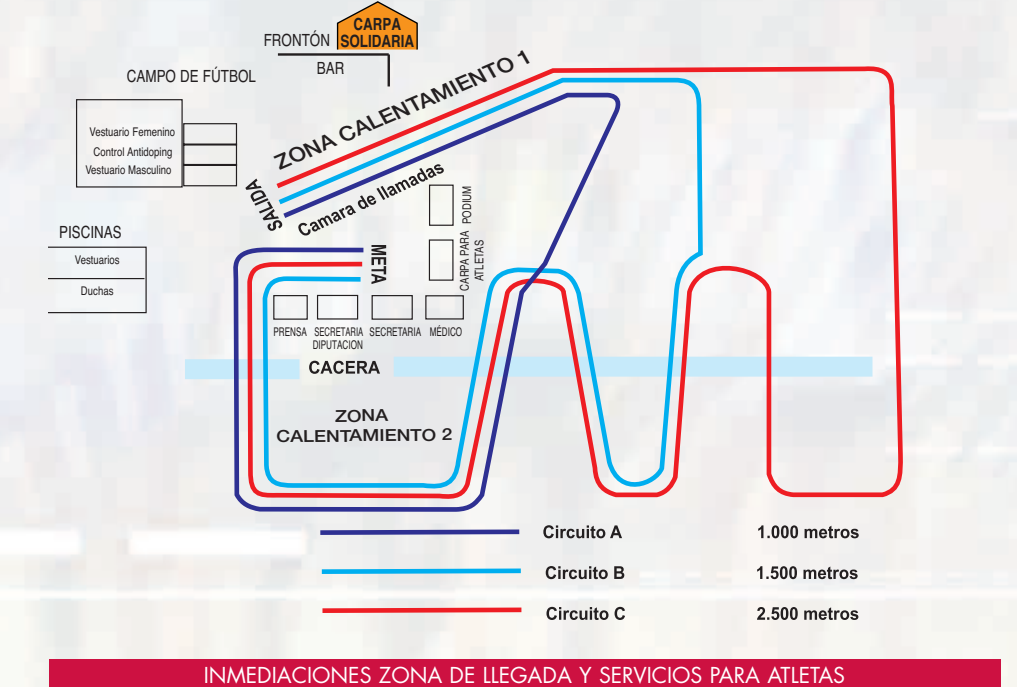 CARPA
SOLIDARIA
FRONTÓN
BAR
CAMPO DE FÚTBOL
ZONA CALENTAMIENTO 1
Vestuario Femenino
Control Antidoping
Vestuario Masculino
SALIDA
Camara de llamadas
PODIUM
PISCINAS
Vestuarios
Duchas
META
CARPA PARA
ATLETAS
PRENSA
SECRETARIA
DIPUTACION
SECRETARIA
MÉDICO
CACERA
ZONA
CALENTAMIENTO 2
Circuito A 1.000 metros
Circuito B 1.500 metros
Circuito C 2.500 metros
INMEDIACIONES ZONA DE LLEGADA Y SERVICIOS PARA ATLETAS